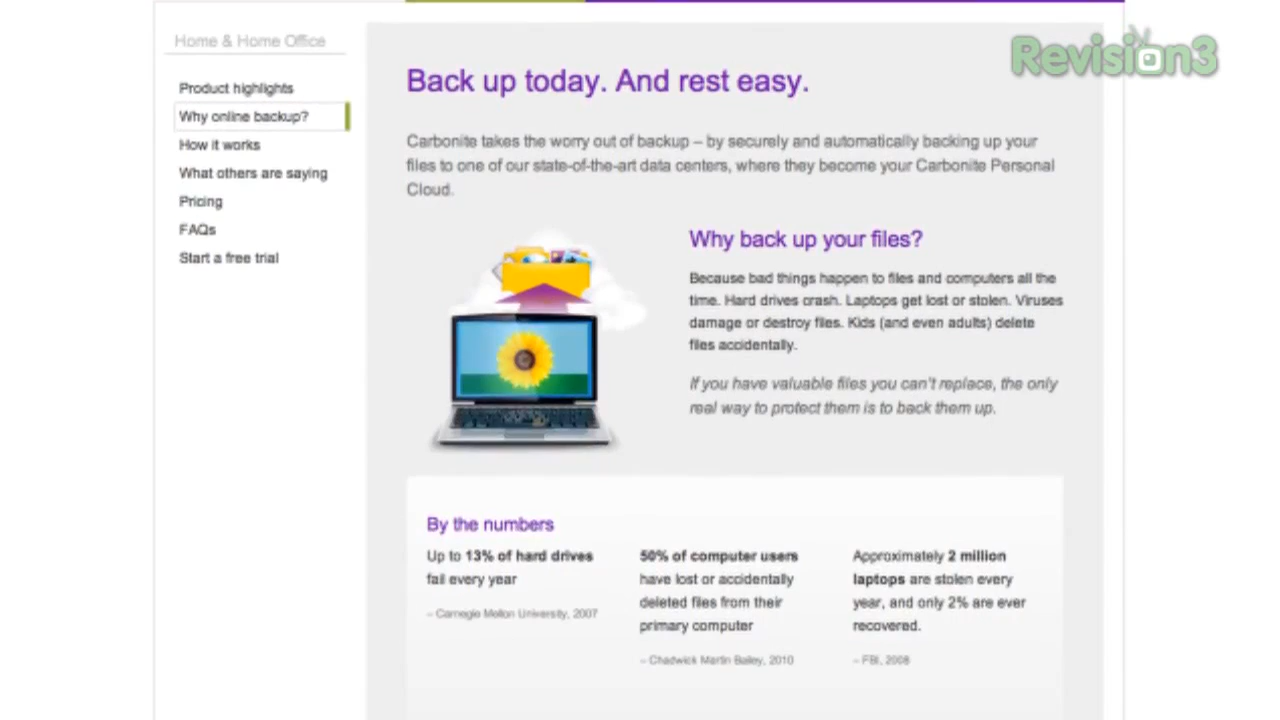 Revision3
Home & Home Office
Product highlights
Why online backup?
How it works
What others are saying
Pricing
FAQs
Start a free trial
Back up today. And rest easy.
Carbonite takes the worry out of backup – by securely and automatically backing up your
files to one of our state-of-the-art data centers, where they become your Carbonite Personal
Cloud.
Why back up your files?
Because bad things happen to files and computers all the
time. Hard drives crash. Laptops get lost or stolen. Viruses
damage or destroy files. Kids (and even adults) delete
files accidentally.
If you have valuable files you can't replace, the only
real way to protect them is to back them up.
By the numbers
Up to 13% of hard drives
fail every year
– Carnegie Mellon University, 2007
50% of computer users
have lost or accidentally
deleted files from their
primary computer
– Chadwick Martin Bailey, 2010
Approximately 2 million
laptops are stolen every
year, and only 2% are ever
recovered.
– FBI, 2008